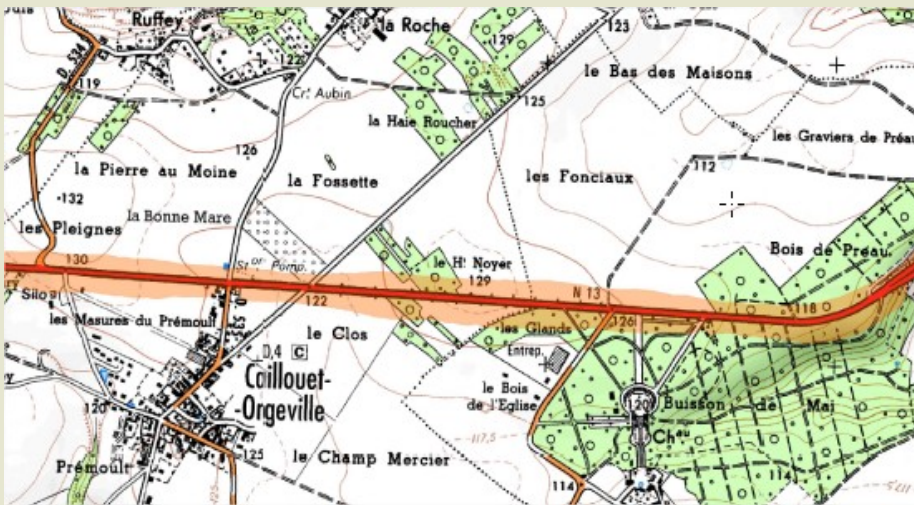 Ruffey
la Roche
129
123
le Bas des Maisons
D. 534
119
122
Cr. Aubin
125
la Haie Roucher
les Graviers de Préau
126
la Pierre au Moine
la Fossette
les Fonciaux
112
132
la Bonne Mare
les Pleignes
Bois de Préau
130
St.on Pomp.
le Ht Noyer
129
N 13
118
Silo
122
les Masures du Prémoult
le Clos
les Glands
126
D.4 C
Entrep.
Caillouet-
-Orgeville
le Bois
de l'Eglise
120
Buisson de Mai
120
Chau
117,5
Prémoult
125
le Champ Mercier
114
114